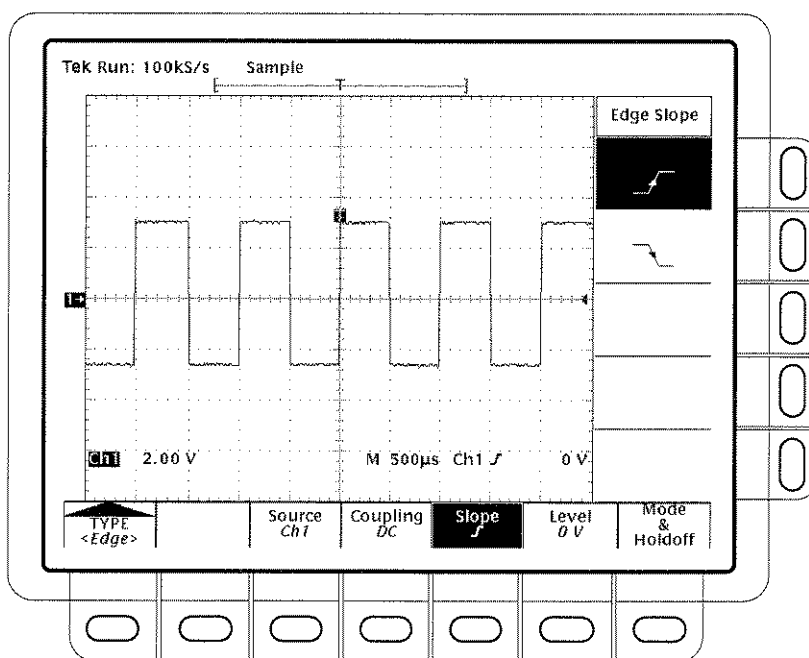 Tek Run: 100kS/s Sample
T
Edge Slope
1
Ch1 2.00 V M 500µs Ch1 0 V
TYPE
<Edge>
Source
Ch1
Coupling
DC
Slope
Level
0 V
Mode
&
Holdoff